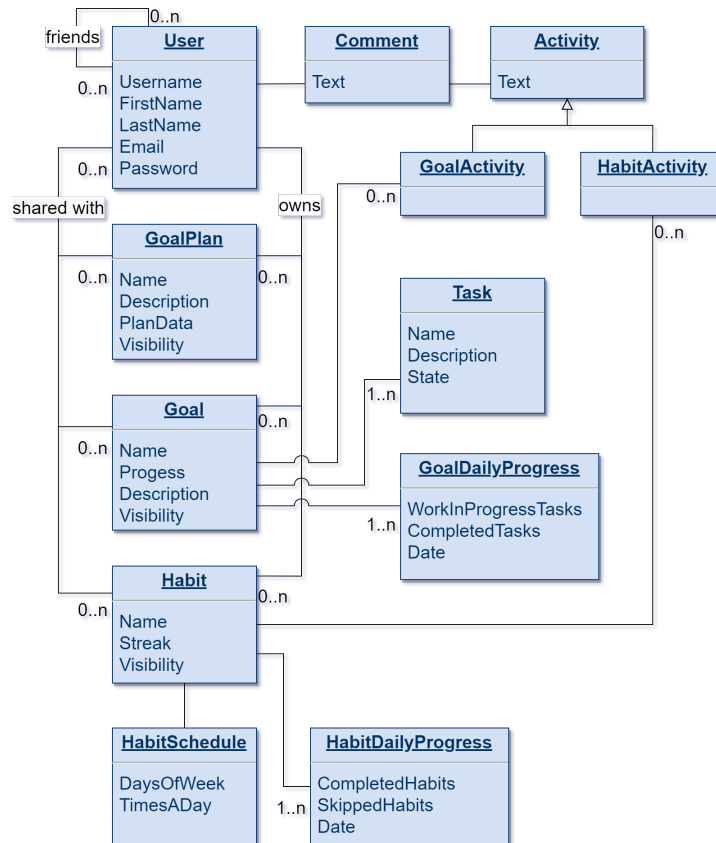 0..n
friends
User
Comment
Activity
0..n
Username
FirstName
LastName
Email
Password
Text
Text
0..n
shared with
owns
GoalActivity
HabitActivity
0..n
0..n
GoalPlan
0..n
0..n
Name
Description
PlanData
Visibility
Task
Name
Description
State
1..n
Goal
0..n
0..n
Name
Progess
Description
Visibility
GoalDailyProgress
WorkInProgressTasks
CompletedTasks
Date
1..n
Habit
0..n
0..n
Name
Streak
Visibility
HabitSchedule
DaysOfWeek
TimesADay
HabitDailyProgress
CompletedHabits
SkippedHabits
Date
1..n